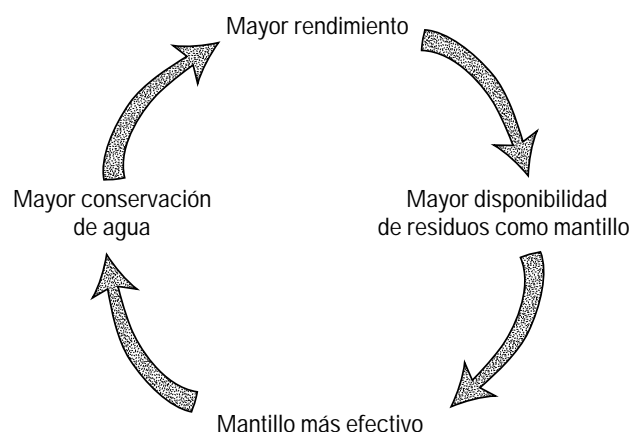 Mayor rendimiento
Mayor disponibilidad
de residuos como mantillo
Mantillo más efectivo
Mayor conservación
de agua